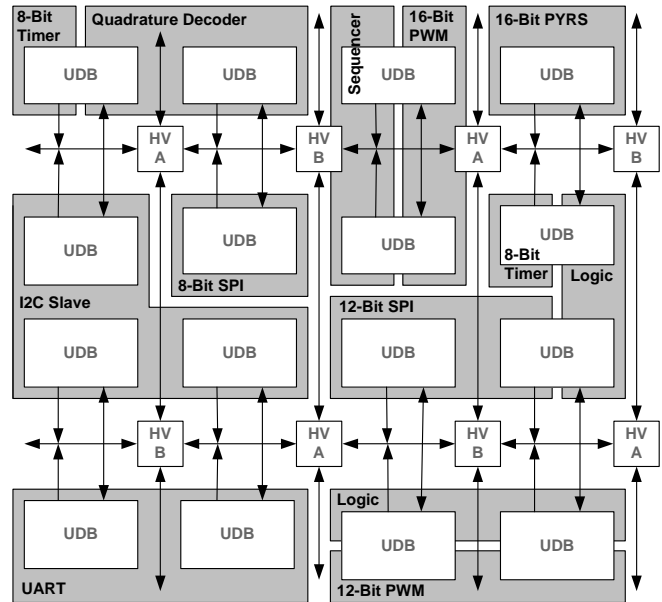 8-Bit
Timer
Quadrature Decoder
Sequencer
16-Bit
PWM
16-Bit PYRS
UDB
UDB
UDB
UDB
HV
A
HV
B
HV
A
HV
B
UDB
UDB
UDB
UDB
8-Bit SPI
8-Bit
Timer
Logic
I2C Slave
12-Bit SPI
UDB
UDB
UDB
UDB
HV
B
HV
A
HV
B
HV
A
Logic
UDB
UDB
UDB
UDB
UART
12-Bit PWM